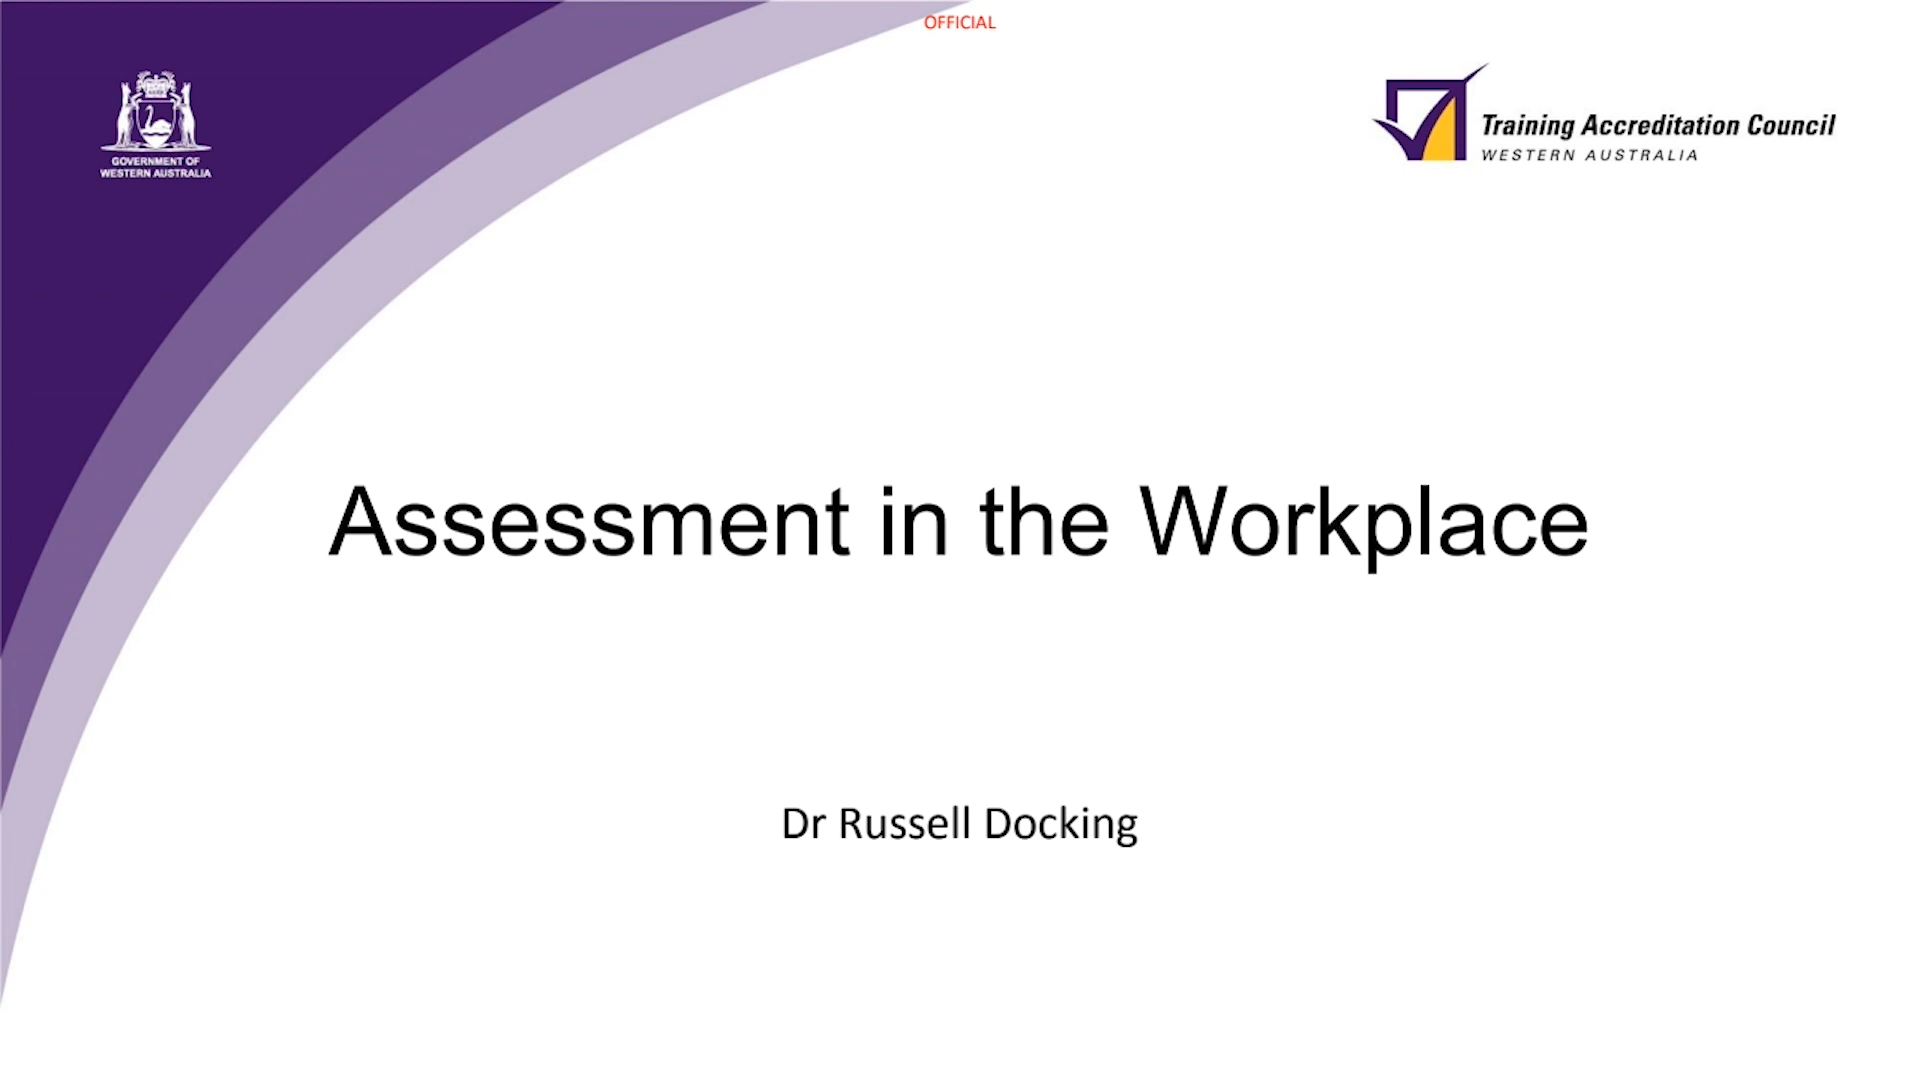 OFFICIAL
GOVERNMENT OF
WESTERN AUSTRALIA
Training Accreditation Council
WESTERN AUSTRALIA
Assessment in the Workplace
Dr Russell Docking